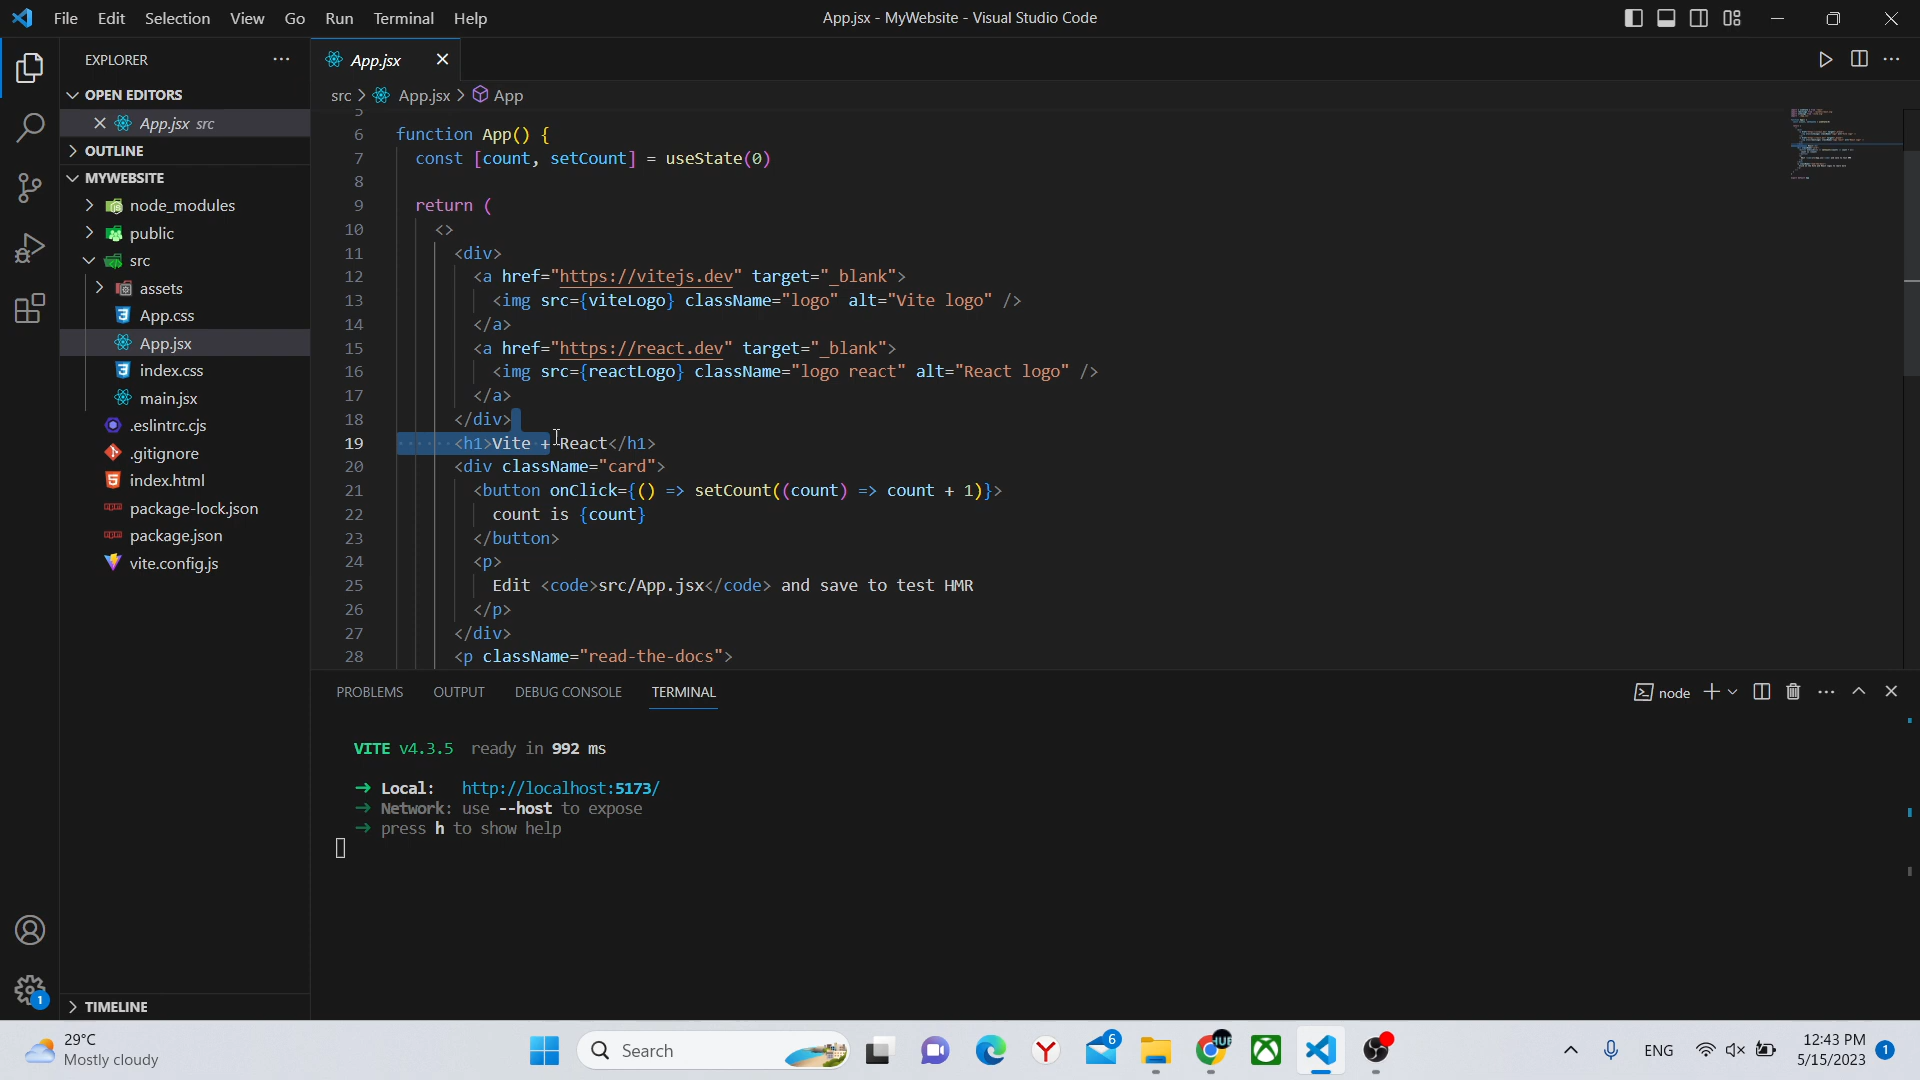 File Edit Selection View Go Run Terminal Help
App.jsx - MyWebsite - Visual Studio Code
EXPLORER
OPEN EDITORS
App.jsx src
OUTLINE
MYWEBSITE
node_modules
public
src
assets
App.css
App.jsx
index.css
main.jsx
.eslintrc.cjs
.gitignore
index.html
package-lock.json
package.json
vite.config.js
TIMELINE
1
App.jsx
src > App.jsx > App
6 function App() {
7 const [count, setCount] = useState(0)
8
9 return (
10 <>
11 <div>
12 <a href="https://vitejs.dev" target="_blank">
13 <img src={viteLogo} className="logo" alt="Vite logo" />
14 </a>
15 <a href="https://react.dev" target="_blank">
16 <img src={reactLogo} className="logo react" alt="React logo" />
17 </a>
18 </div>
19 <h1>Vite + React</h1>
20 <div className="card">
21 <button onClick={() => setCount((count) => count + 1)}>
22 count is {count}
23 </button>
24 <p>
25 Edit <code>src/App.jsx</code> and save to test HMR
26 </p>
27 </div>
28 <p className="read-the-docs">
PROBLEMS OUTPUT DEBUG CONSOLE TERMINAL
node
VITE v4.3.5 ready in 992 ms
➜ Local: http://localhost:5173/
➜ Network: use --host to expose
➜ press h to show help
29°C
Mostly cloudy
Search
6
HUB
ENG
12:43 PM
5/15/2023
1